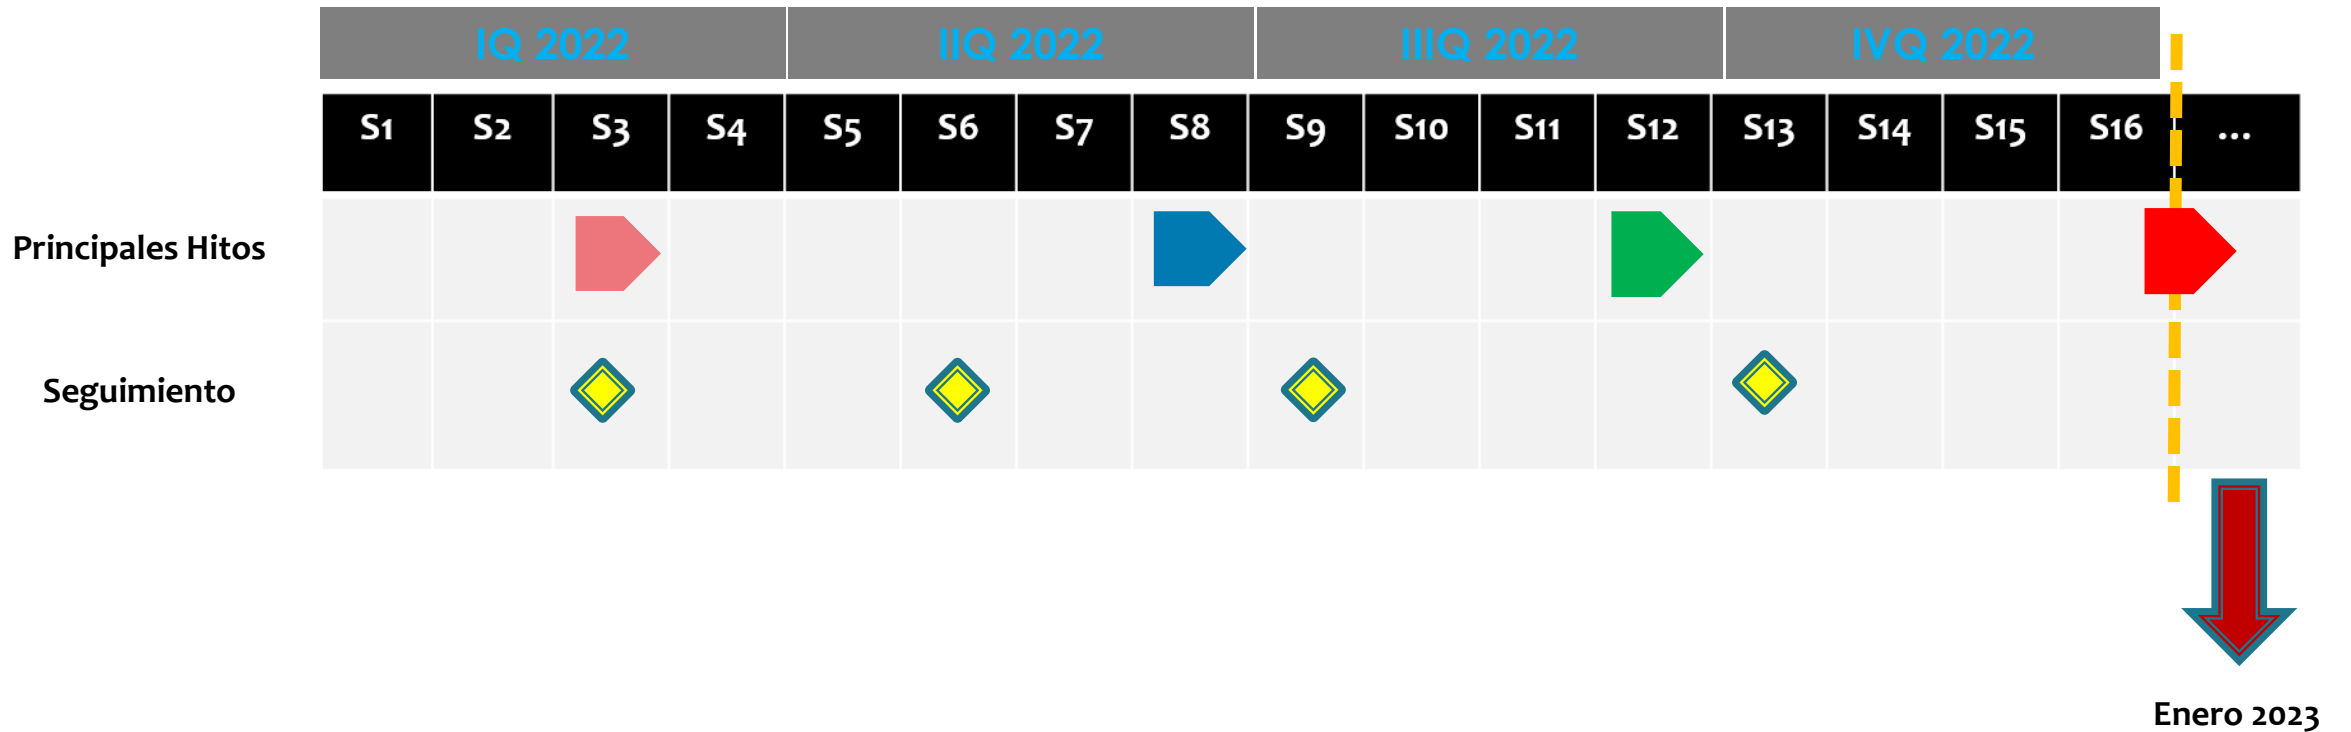 IQ 2022 IIQ 2022 IIIQ 2022 IVQ 2022
S1 S2 S3 S4 S5 S6 S7 S8 S9 S10 S11 S12 S13 S14 S15 S16 ...
Principales Hitos
Seguimiento
Enero 2023